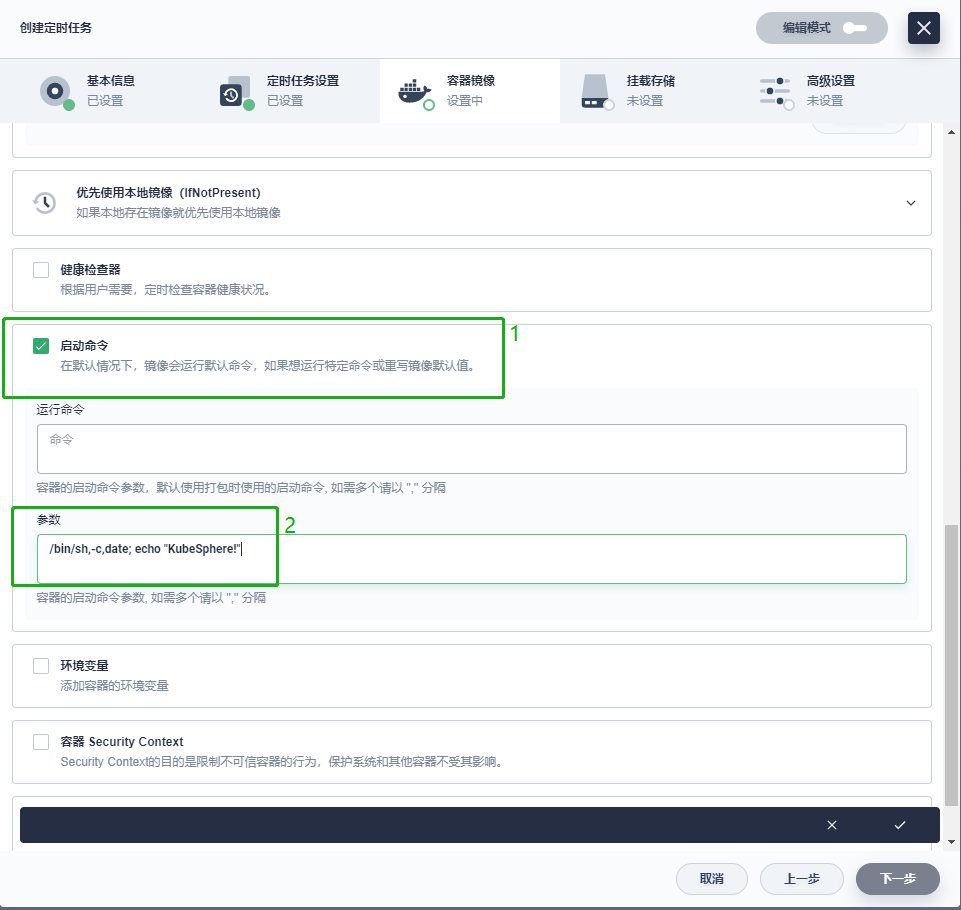 创建定时任务
编辑模式
基本信息
已设置
定时任务设置
已设置
容器镜像
设置中
挂载存储
未设置
高级设置
未设置
优先使用本地镜像（IfNotPresent)
如果本地存在镜像就优先使用本地镜像
健康检查器
根据用户需要，定时检查容器健康状况。
1
启动命令
在默认情况下，镜像会运行默认命令，如果想运行特定命令或重写镜像默认值。
运行命令
命令
容器的启动命令参数，默认使用打包时使用的启动命令, 如需多个请以 "," 分隔
2
参数
/bin/sh,-c,date; echo "KubeSphere!"
容器的启动命令参数, 如需多个请以 "," 分隔
环境变量
添加容器的环境变量
容器 Security Context
Security Context的目的是限制不可信容器的行为，保护系统和其他容器不受其影响。
取消
上一步
下一步